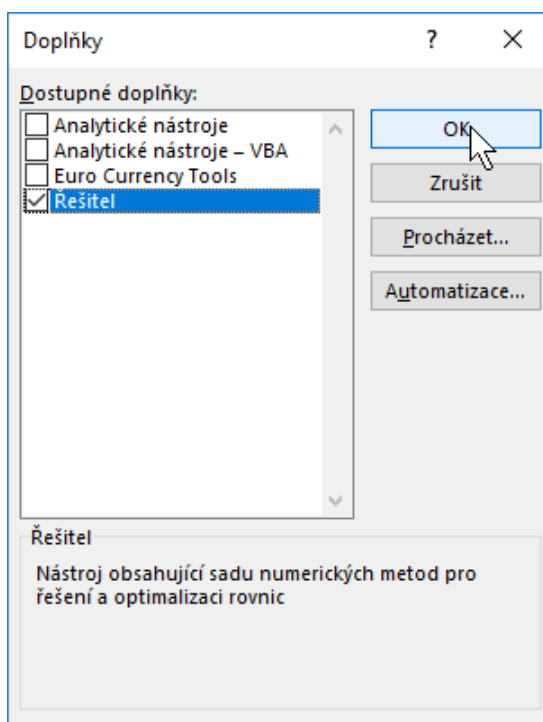 Doplňky ?
Dostupné doplňky:
Analytické nástroje
Analytické nástroje – VBA
Euro Currency Tools
Řešitel
OK
Zrušit
Procházet...
Automatizace...
Řešitel
Nástroj obsahující sadu numerických metod pro
řešení a optimalizaci rovnic